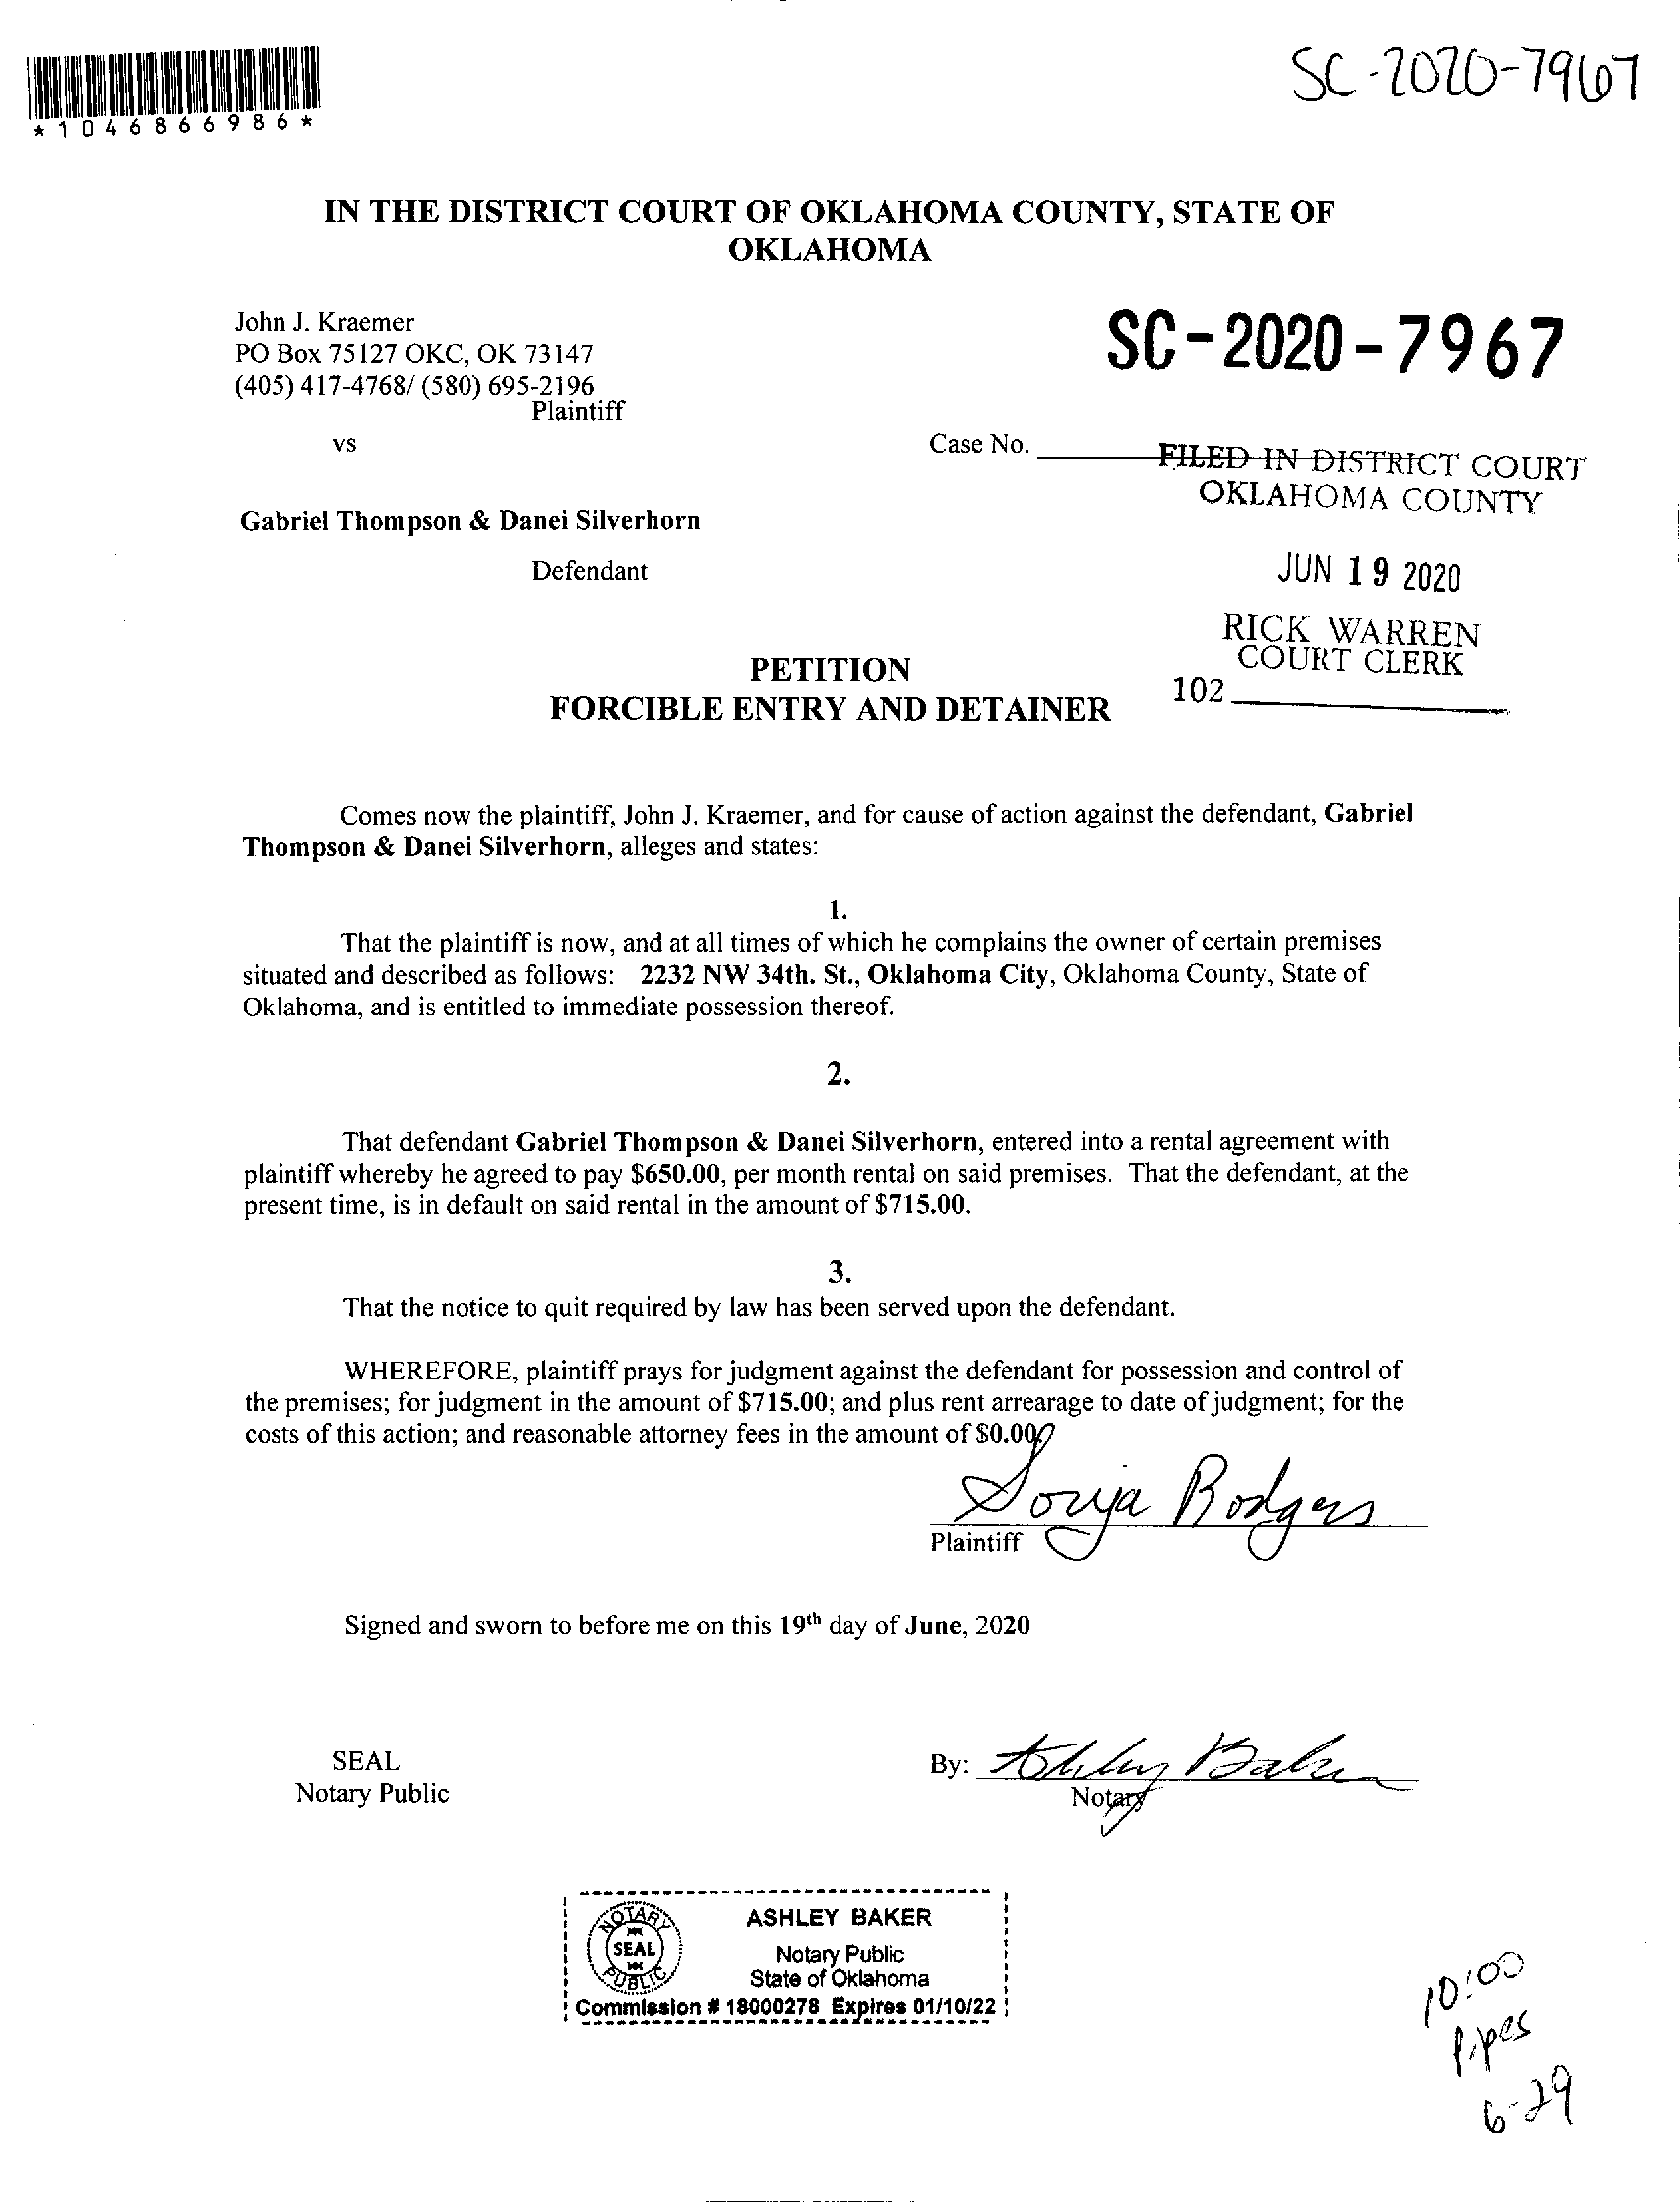 *1046866986*
SC-2020-7967
IN THE DISTRICT COURT OF OKLAHOMA COUNTY, STATE OF
OKLAHOMA
John J. Kraemer
PO Box 75127 OKC, OK 73147
(405) 417-4768/ (580) 695-2196
Plaintiff
SC-2020-7967
vs
Case No.
FILED IN DISTRICT COURT
OKLAHOMA COUNTY
Gabriel Thompson & Danei Silverhorn
Defendant
JUN 19 2020
RICK WARREN
COURT CLERK
102
PETITION
FORCIBLE ENTRY AND DETAINER
Comes now the plaintiff, John J. Kraemer, and for cause of action against the defendant, Gabriel
Thompson & Danei Silverhorn, alleges and states:
1.
That the plaintiff is now, and at all times of which he complains the owner of certain premises
situated and described as follows: 2232 NW 34th. St., Oklahoma City, Oklahoma County, State of
Oklahoma, and is entitled to immediate possession thereof.
2.
That defendant Gabriel Thompson & Danei Silverhorn, entered into a rental agreement with
plaintiff whereby he agreed to pay $650.00, per month rental on said premises. That the defendant, at the
present time, is in default on said rental in the amount of $715.00.
3.
That the notice to quit required by law has been served upon the defendant.
WHEREFORE, plaintiff prays for judgment against the defendant for possession and control of
the premises; for judgment in the amount of $715.00; and plus rent arrearage to date of judgment; for the
costs of this action; and reasonable attorney fees in the amount of $0.00
Sonja Rodgers
Plaintiff
Signed and sworn to before me on this 19th day of June, 2020
SEAL
Notary Public
By: Ashley Baker
Notary
NOTARY
SEAL
PUBLIC
ASHLEY BAKER
Notary Public
State of Oklahoma
Commission # 18000278 Expires 01/10/22
10:00
Pipes
6-29